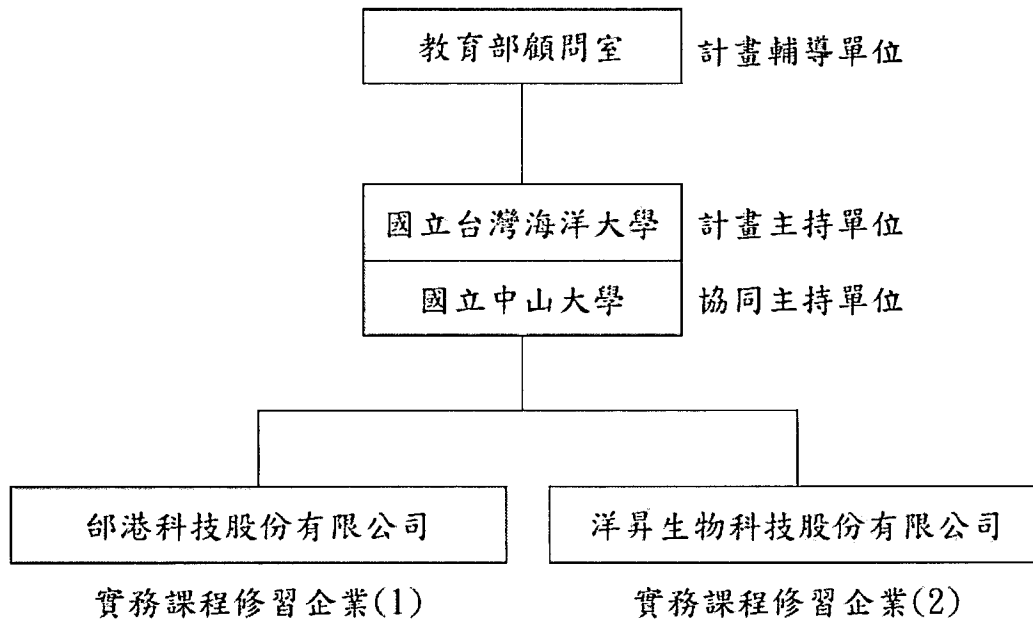 教育部顧問室 計畫輔導單位
國立台灣海洋大學 計畫主持單位
國立中山大學 協同主持單位
邰港科技股份有限公司 洋昇生物科技股份有限公司
實務課程修習企業(1) 實務課程修習企業(2)